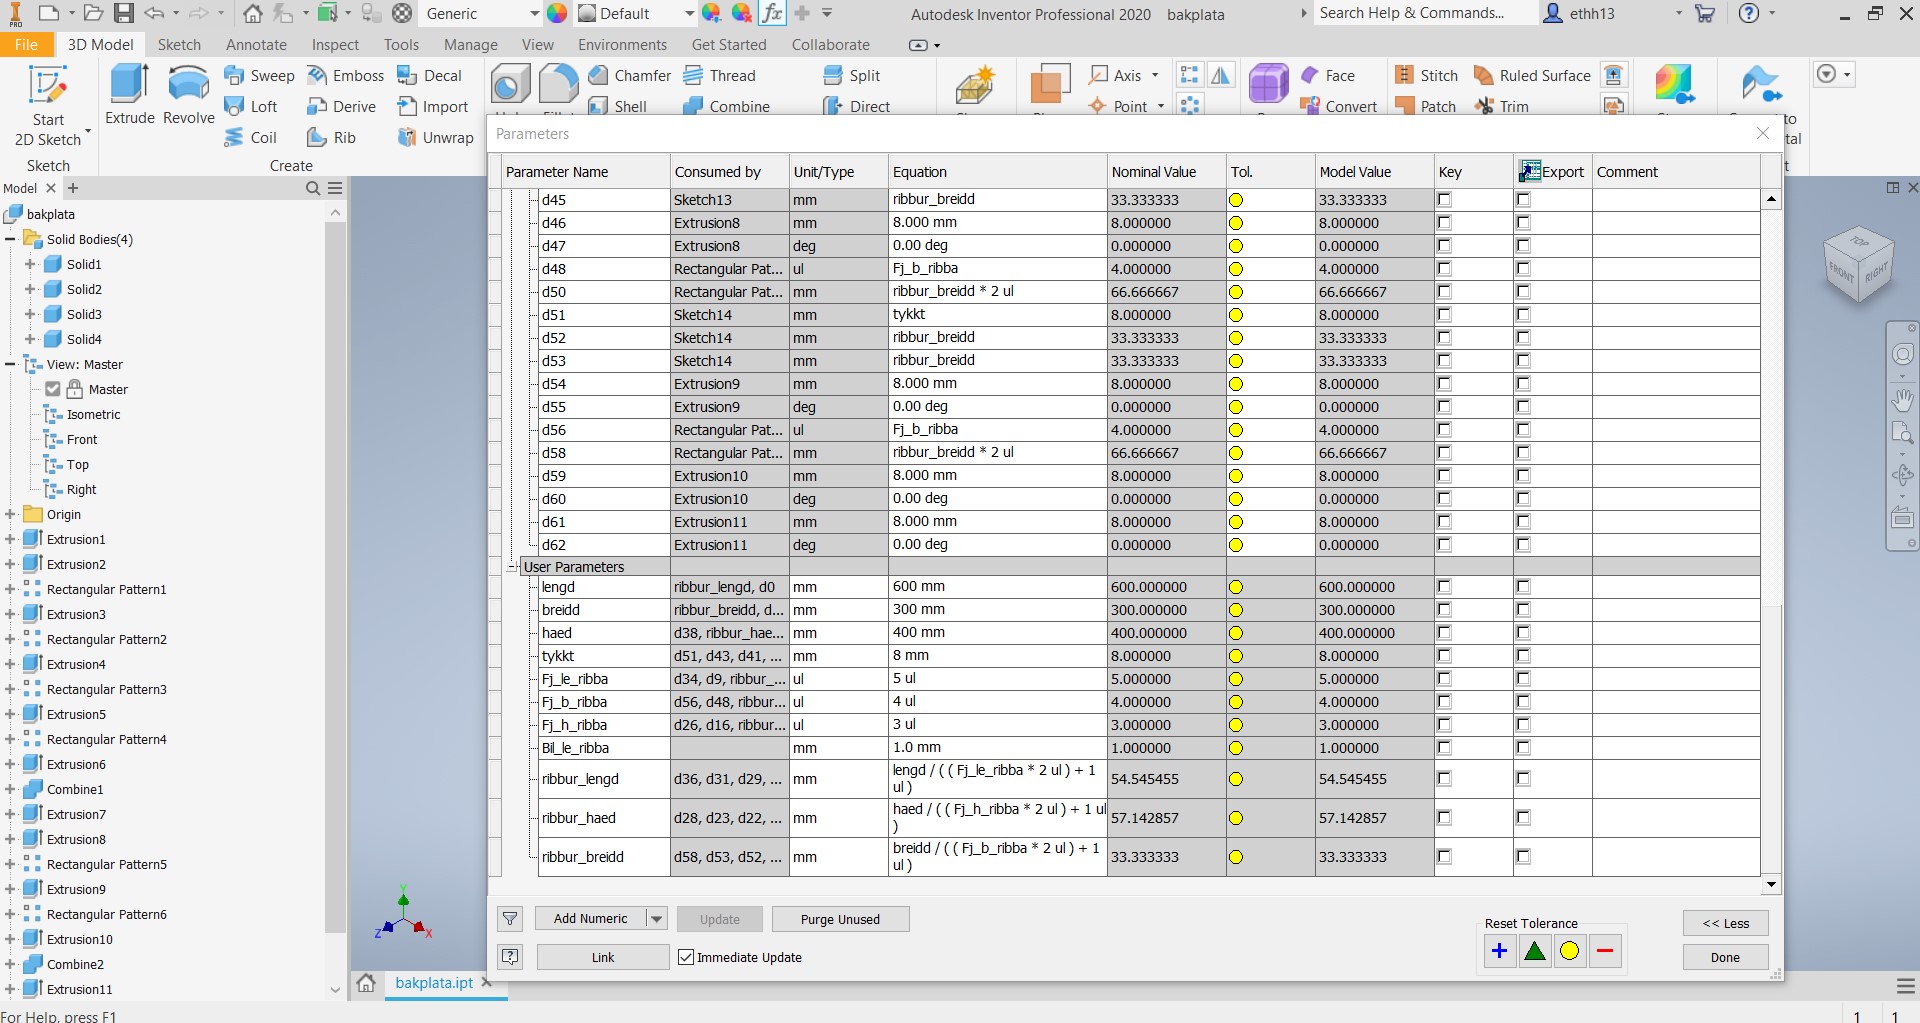 PRO
Generic
Default
fx
Autodesk Inventor Professional 2020 bakplata
Search Help & Commands...
ethh13
File
3D Model
Sketch
Annotate
Inspect
Tools
Manage
View
Environments
Get Started
Collaborate
Start
2D Sketch
Sketch
Extrude
Revolve
Sweep
Emboss
Decal
Loft
Derive
Import
Coil
Rib
Unwrap
Create
Chamfer
Thread
Split
Shell
Combine
Direct
Axis
Point
Face
Convert
Stitch
Ruled Surface
Patch
Trim
to
tal
Model
bakplata
Solid Bodies(4)
Solid1
Solid2
Solid3
Solid4
View: Master
Master
Isometric
Front
Top
Right
Origin
Extrusion1
Extrusion2
Rectangular Pattern1
Extrusion3
Rectangular Pattern2
Extrusion4
Rectangular Pattern3
Extrusion5
Rectangular Pattern4
Extrusion6
Combine1
Extrusion7
Extrusion8
Rectangular Pattern5
Extrusion9
Rectangular Pattern6
Extrusion10
Combine2
Extrusion11
Parameters
Parameter Name Consumed by Unit/Type Equation Nominal Value Tol. Model Value Key Export Comment
d45 Sketch13 mm ribbur_breidd 33.333333 33.333333
d46 Extrusion8 mm 8.000 mm 8.000000 8.000000
d47 Extrusion8 deg 0.00 deg 0.000000 0.000000
d48 Rectangular Pat... ul Fj_b_ribba 4.000000 4.000000
d50 Rectangular Pat... mm ribbur_breidd * 2 ul 66.666667 66.666667
d51 Sketch14 mm tykkt 8.000000 8.000000
d52 Sketch14 mm ribbur_breidd 33.333333 33.333333
d53 Sketch14 mm ribbur_breidd 33.333333 33.333333
d54 Extrusion9 mm 8.000 mm 8.000000 8.000000
d55 Extrusion9 deg 0.00 deg 0.000000 0.000000
d56 Rectangular Pat... ul Fj_b_ribba 4.000000 4.000000
d58 Rectangular Pat... mm ribbur_breidd * 2 ul 66.666667 66.666667
d59 Extrusion10 mm 8.000 mm 8.000000 8.000000
d60 Extrusion10 deg 0.00 deg 0.000000 0.000000
d61 Extrusion11 mm 8.000 mm 8.000000 8.000000
d62 Extrusion11 deg 0.00 deg 0.000000 0.000000
User Parameters
lengd ribbur_lengd, d0 mm 600 mm 600.000000 600.000000
breidd ribbur_breidd, d... mm 300 mm 300.000000 300.000000
haed d38, ribbur_hae... mm 400 mm 400.000000 400.000000
tykkt d51, d43, d41, ... mm 8 mm 8.000000 8.000000
Fj_le_ribba d34, d9, ribbur_... ul 5 ul 5.000000 5.000000
Fj_b_ribba d56, d48, ribbur... ul 4 ul 4.000000 4.000000
Fj_h_ribba d26, d16, ribbur... ul 3 ul 3.000000 3.000000
Bil_le_ribba mm 1.0 mm 1.000000 1.000000
ribbur_lengd d36, d31, d29, ... mm lengd / ( ( Fj_le_ribba * 2 ul ) + 1 54.545455 54.545455
ul )
ribbur_haed d28, d23, d22, ... mm haed / ( ( Fj_h_ribba * 2 ul ) + 1 ul 57.142857 57.142857
)
ribbur_breidd d58, d53, d52, ... mm breidd / ( ( Fj_b_ribba * 2 ul ) + 1 33.333333 33.333333
ul )
Add Numeric
Update
Purge Unused
Link
Immediate Update
Reset Tolerance
<< Less
Done
TOP
FRONT
RIGHT
Y
Z
X
bakplata.ipt
For Help, press F1
1 1